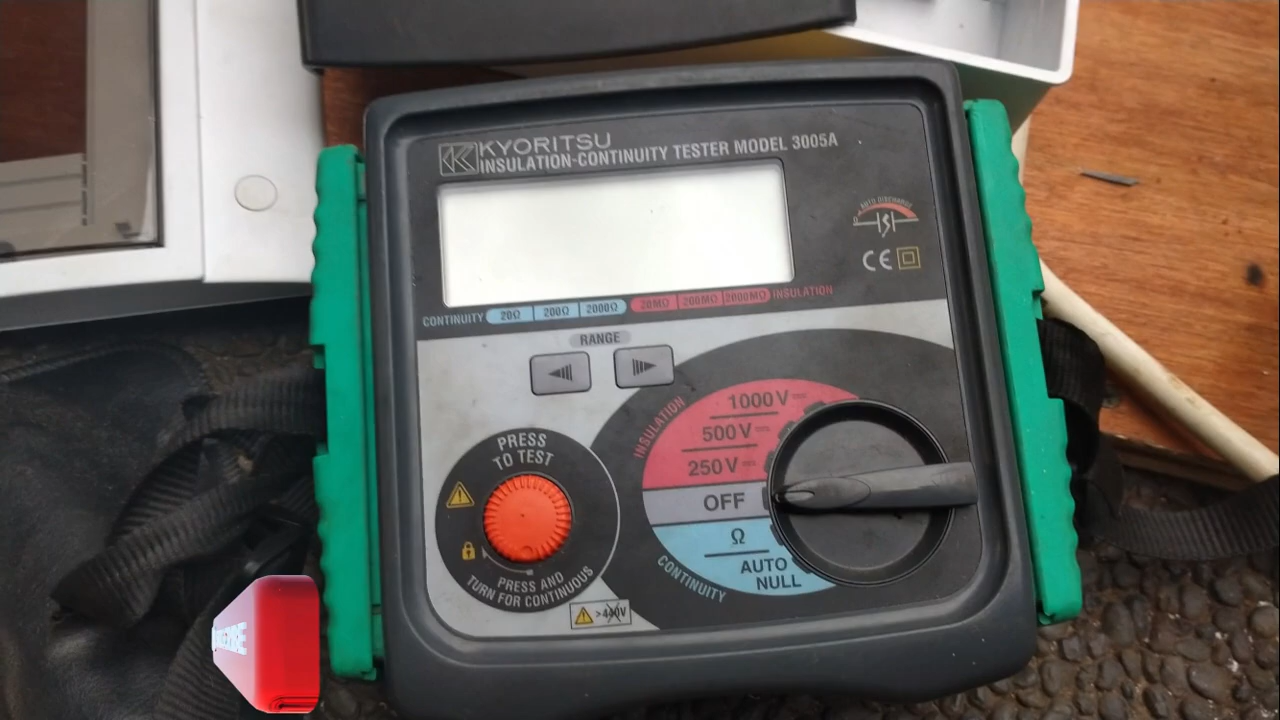 KYORITSU
INSULATION-CONTINUITY TESTER MODEL 3005A
AUTO DISCHARGE
CE
CONTINUITY 20Ω 200Ω 2000Ω 20MΩ 200MΩ 2000MΩ INSULATION
RANGE
INSULATION
1000V
500V
250V
OFF
Ω
AUTO
NULL
CONTINUITY
PRESS
TO TEST
PRESS AND
TURN FOR CONTINUOUS
>440V